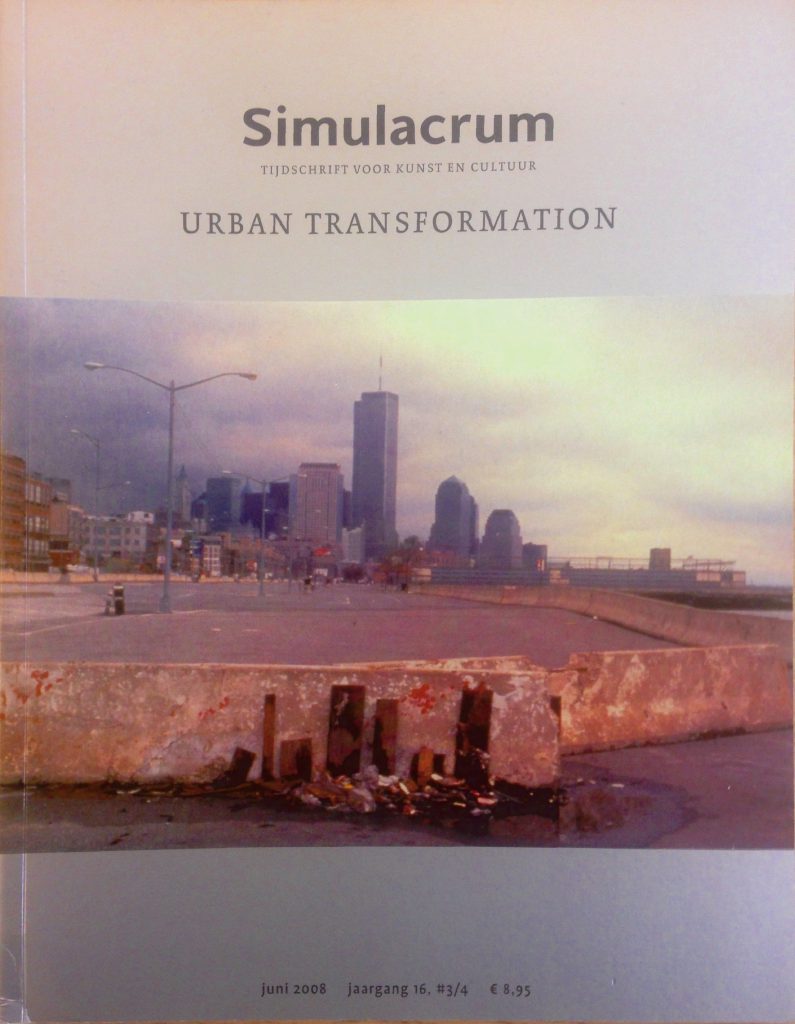 Simulacrum
TIJDSCHRIFT VOOR KUNST EN CULTUUR
URBAN TRANSFORMATION
juni 2008 jaargang 16, #3/4 € 8,95